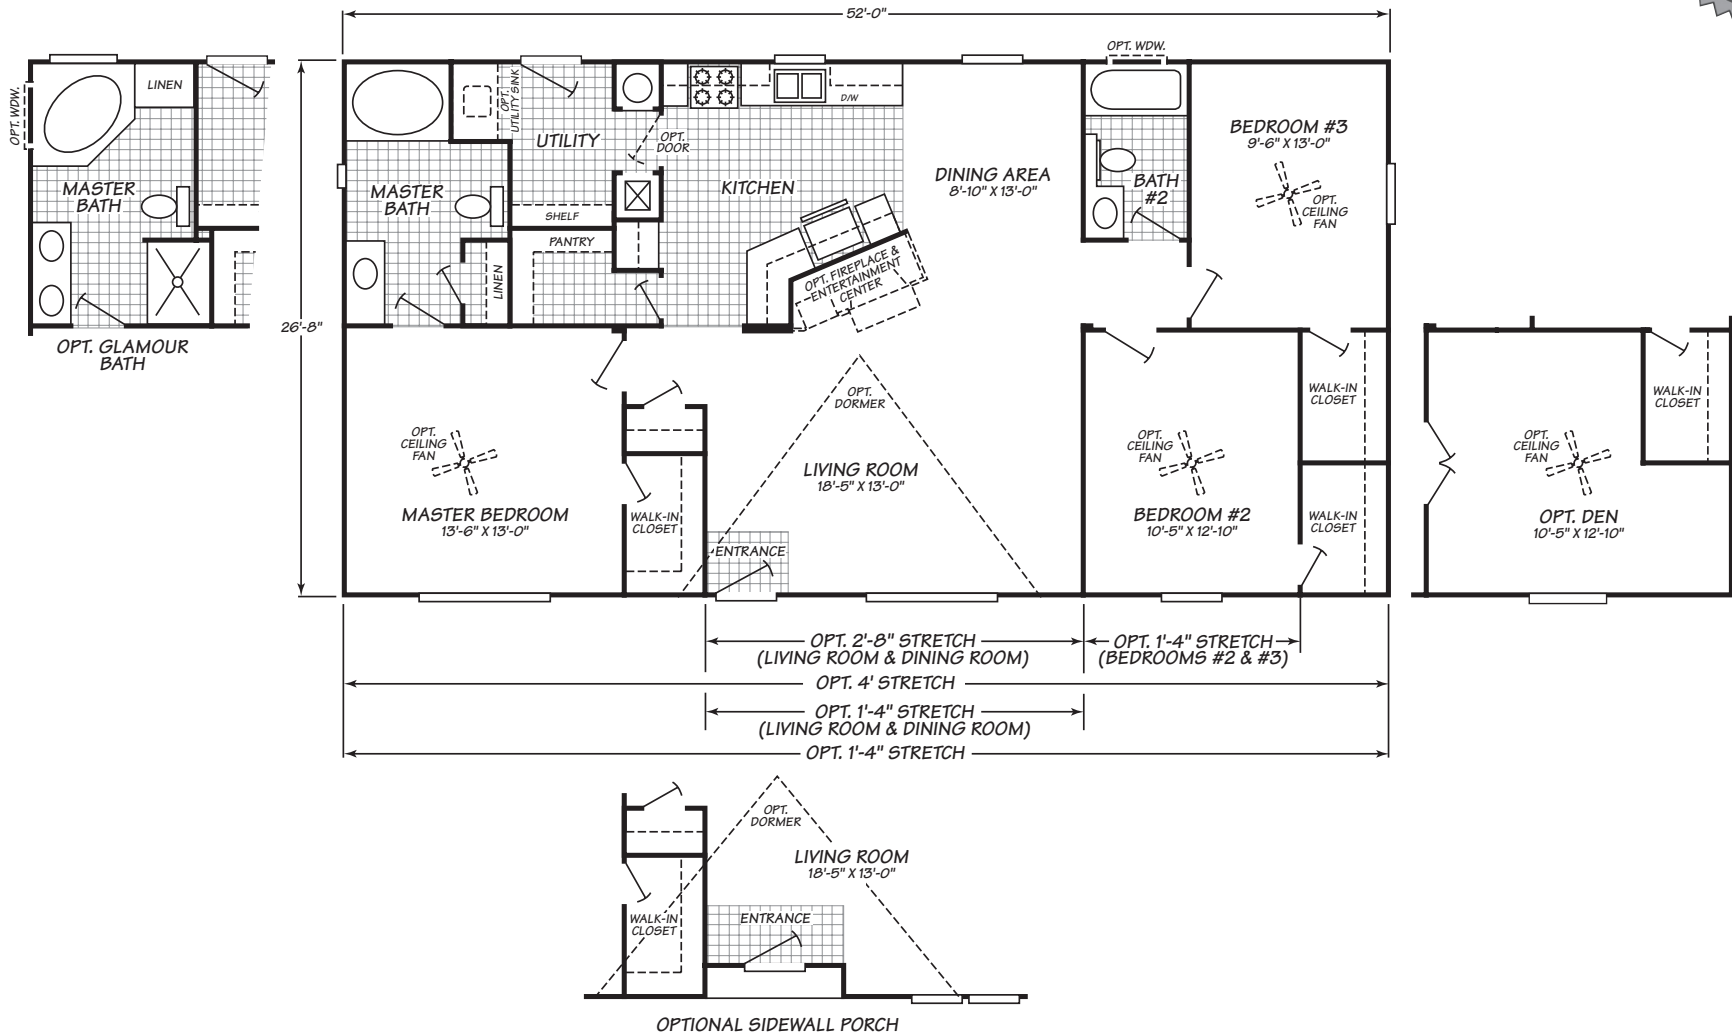 52'-0"
OPT. WDW.
LINEN
MASTER
BATH
OPT. GLAMOUR
BATH
26'-8"
OPT.
UTILITY SINK
UTILITY
OPT.
DOOR
MASTER
BATH
SHELF
PANTRY
LINEN
D/W
KITCHEN
DINING AREA
8'-10" X 13'-0"
OPT. FIREPLACE &
ENTERTAINMENT
CENTER
OPT. WDW.
BATH
#2
BEDROOM #3
9'-6" X 13'-0"
OPT.
CEILING
FAN
OPT.
CEILING
FAN
MASTER BEDROOM
13'-6" X 13'-0"
WALK-IN
CLOSET
OPT.
DORMER
LIVING ROOM
18'-5" X 13'-0"
ENTRANCE
OPT.
CEILING
FAN
BEDROOM #2
10'-5" X 12'-10"
WALK-IN
CLOSET
WALK-IN
CLOSET
WALK-IN
CLOSET
OPT.
CEILING
FAN
OPT. DEN
10'-5" X 12'-10"
OPT. 2'-8" STRETCH
(LIVING ROOM & DINING ROOM)
OPT. 1'-4" STRETCH
(BEDROOMS #2 & #3)
OPT. 4' STRETCH
OPT. 1'-4" STRETCH
(LIVING ROOM & DINING ROOM)
OPT. 1'-4" STRETCH
OPT.
DORMER
LIVING ROOM
18'-5" X 13'-0"
WALK-IN
CLOSET
ENTRANCE
OPTIONAL SIDEWALL PORCH